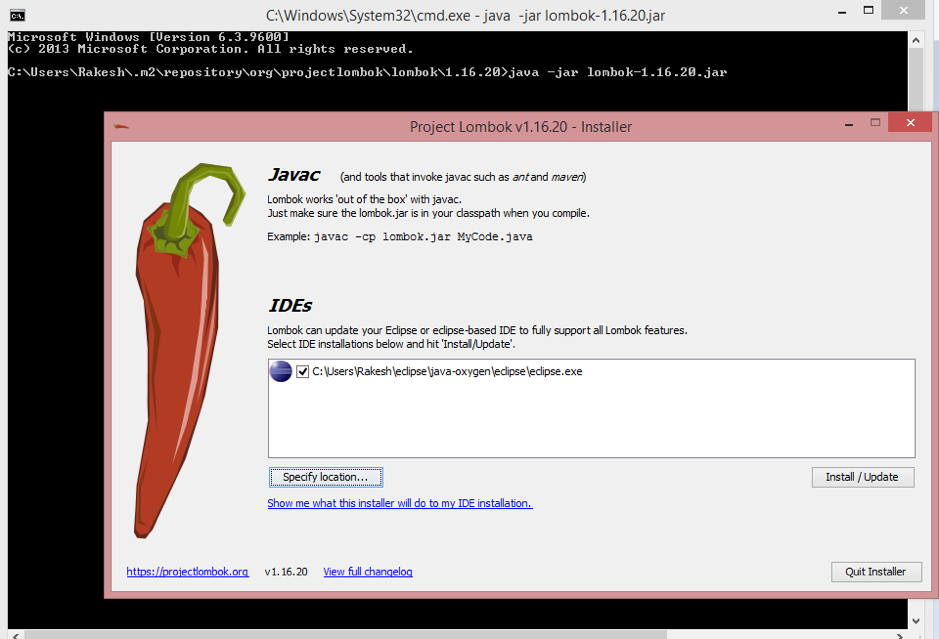 C:\Windows\System32\cmd.exe - java  -jar lombok-1.16.20.jar
Microsoft Windows [Version 6.3.9600]
(c) 2013 Microsoft Corporation. All rights reserved.
C:\Users\Rakesh\.m2\repository\org\projectlombok\lombok\1.16.20>java -jar lombok-1.16.20.jar
Project Lombok v1.16.20 - Installer
Javac (and tools that invoke javac such as ant and maven)
Lombok works 'out of the box' with javac.
Just make sure the lombok.jar is in your classpath when you compile.
Example: javac -cp lombok.jar MyCode.java
IDEs
Lombok can update your Eclipse or eclipse-based IDE to fully support all Lombok features.
Select IDE installations below and hit 'Install/Update'.
C:\Users\Rakesh\eclipse\java-oxygen\eclipse\eclipse.exe
Specify location... Install / Update
Show me what this installer will do to my IDE installation.
https://projectlombok.org v1.16.20 View full changelog Quit Installer